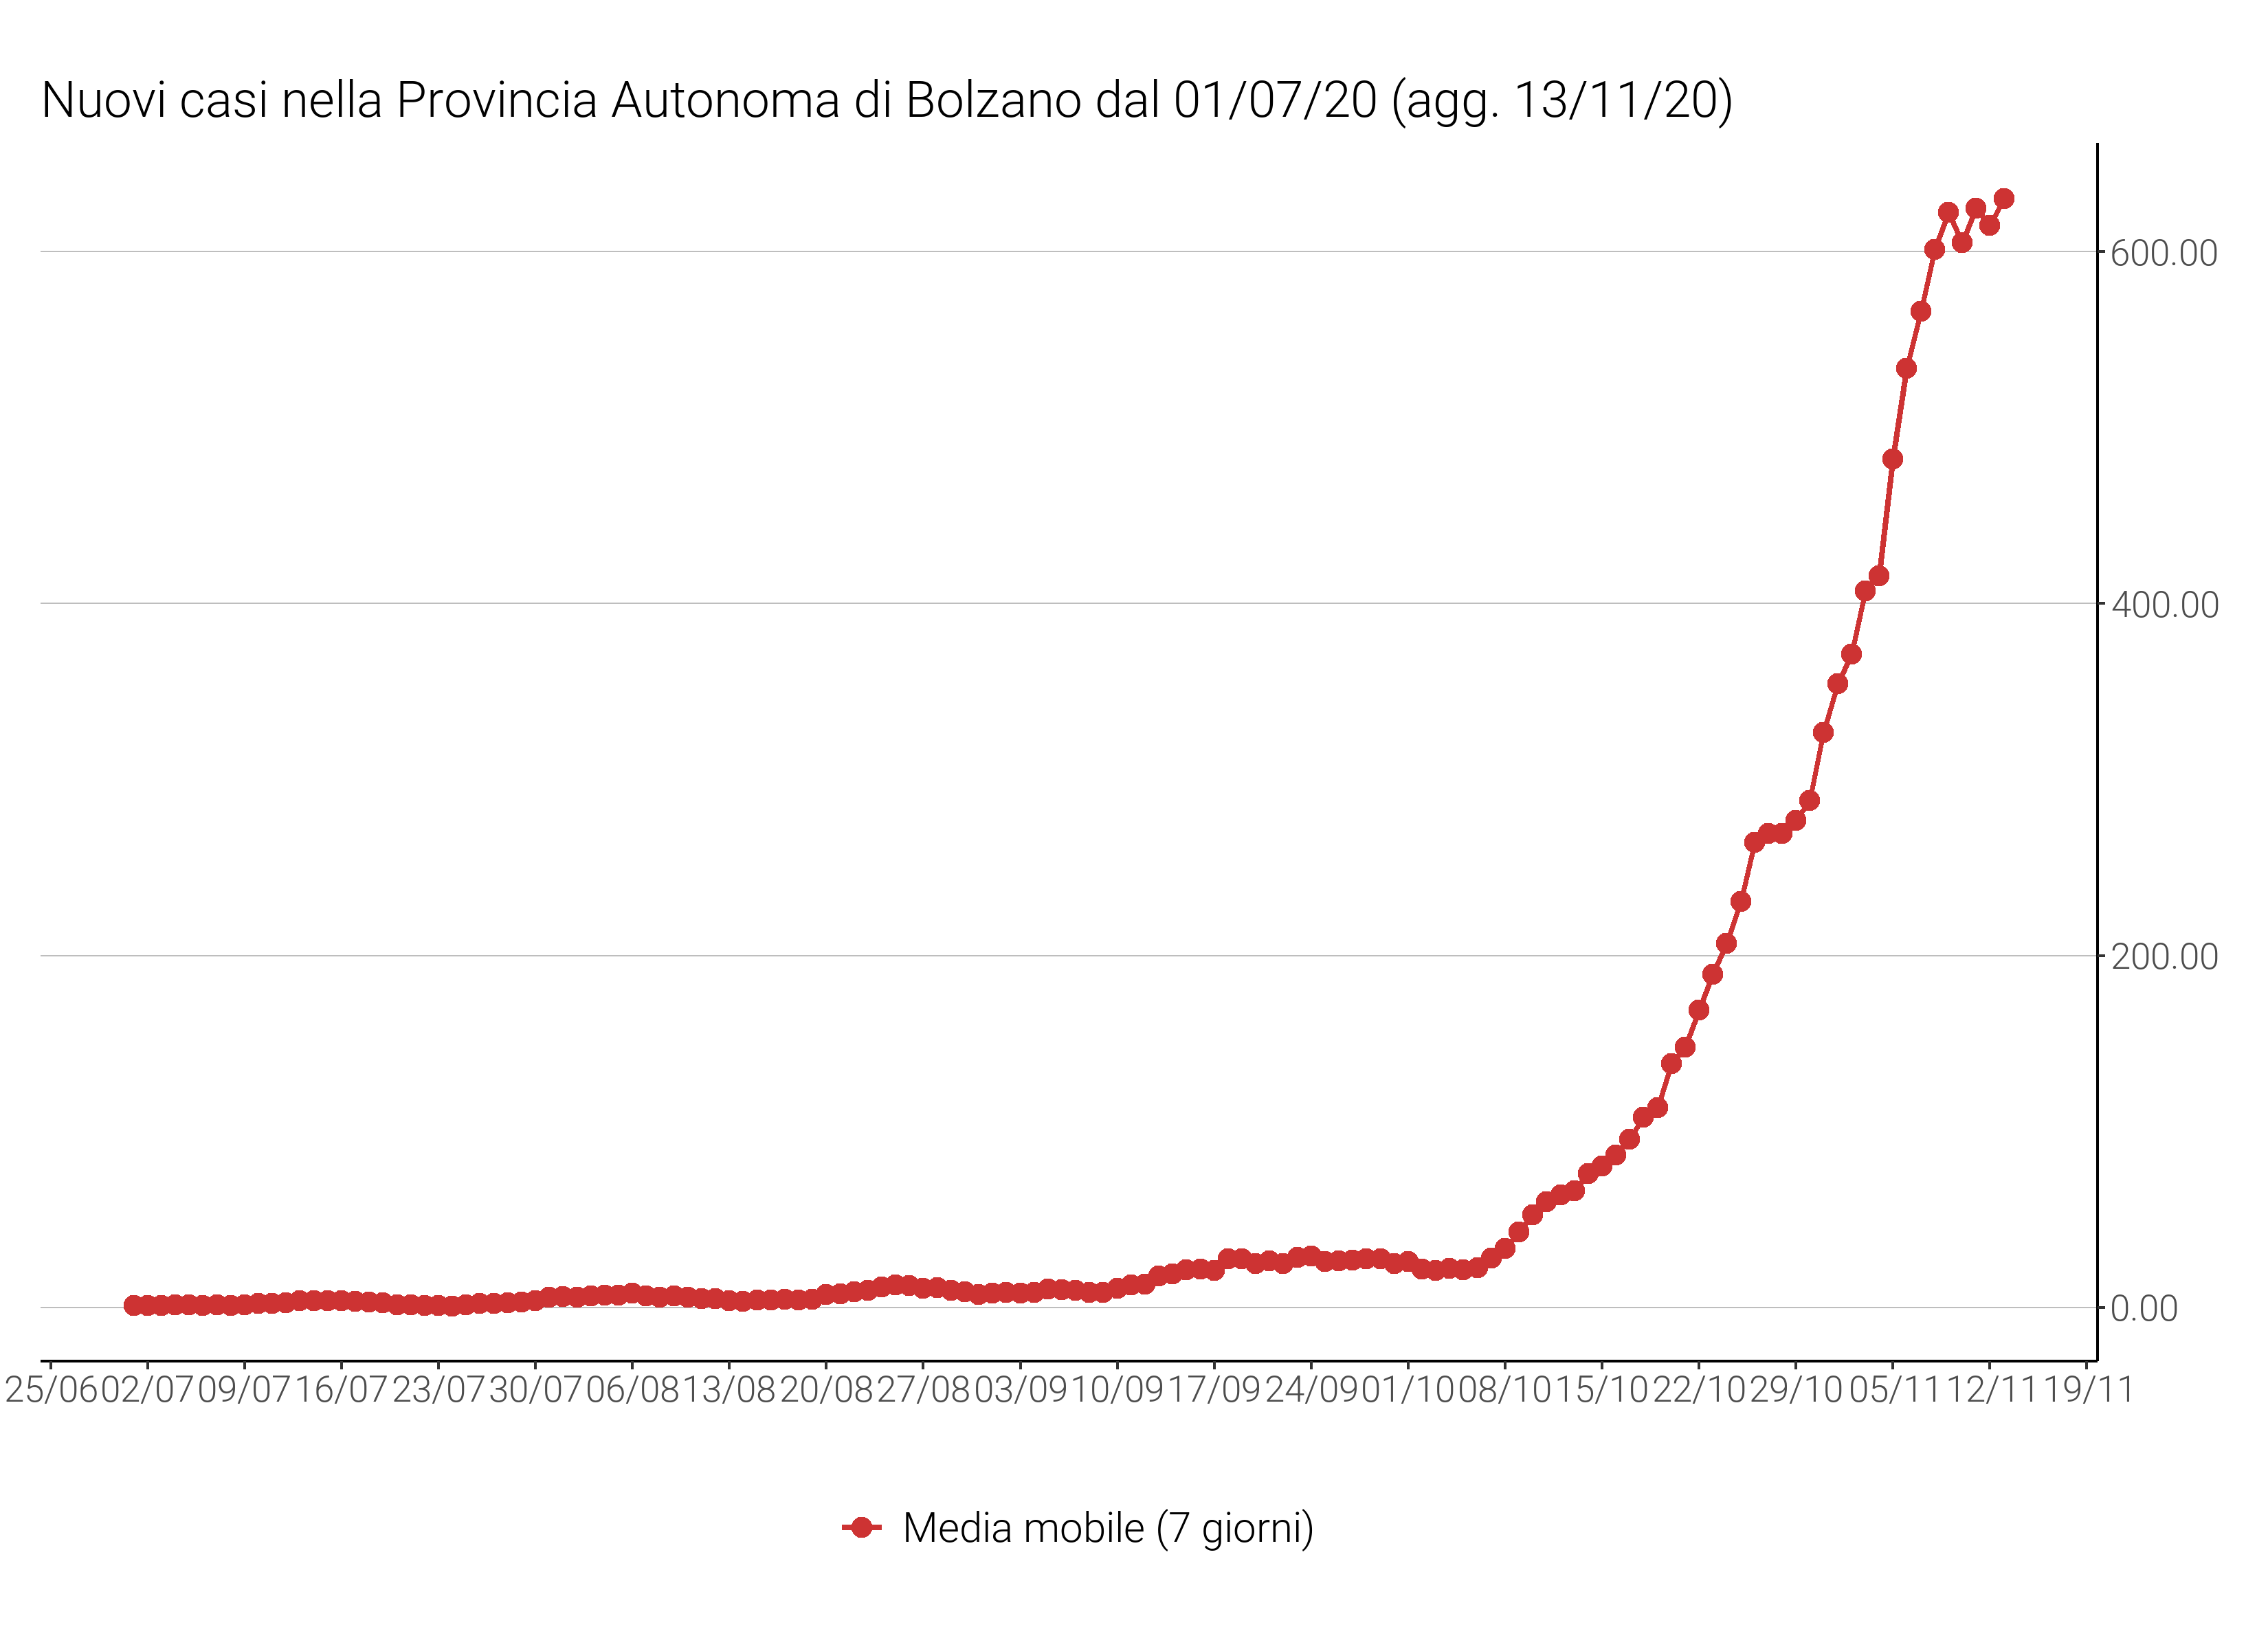 Nuovi casi nella Provincia Autonoma di Bolzano dal 01/07/20 (agg. 13/11/20)
600.00
400.00
200.00
0.00
25/06 02/07 09/07 16/07 23/07 30/07 06/08 13/08 20/08 27/08 03/09 10/09 17/09 24/09 01/10 08/10 15/10 22/10 29/10 05/11 12/11 19/11
Media mobile (7 giorni)